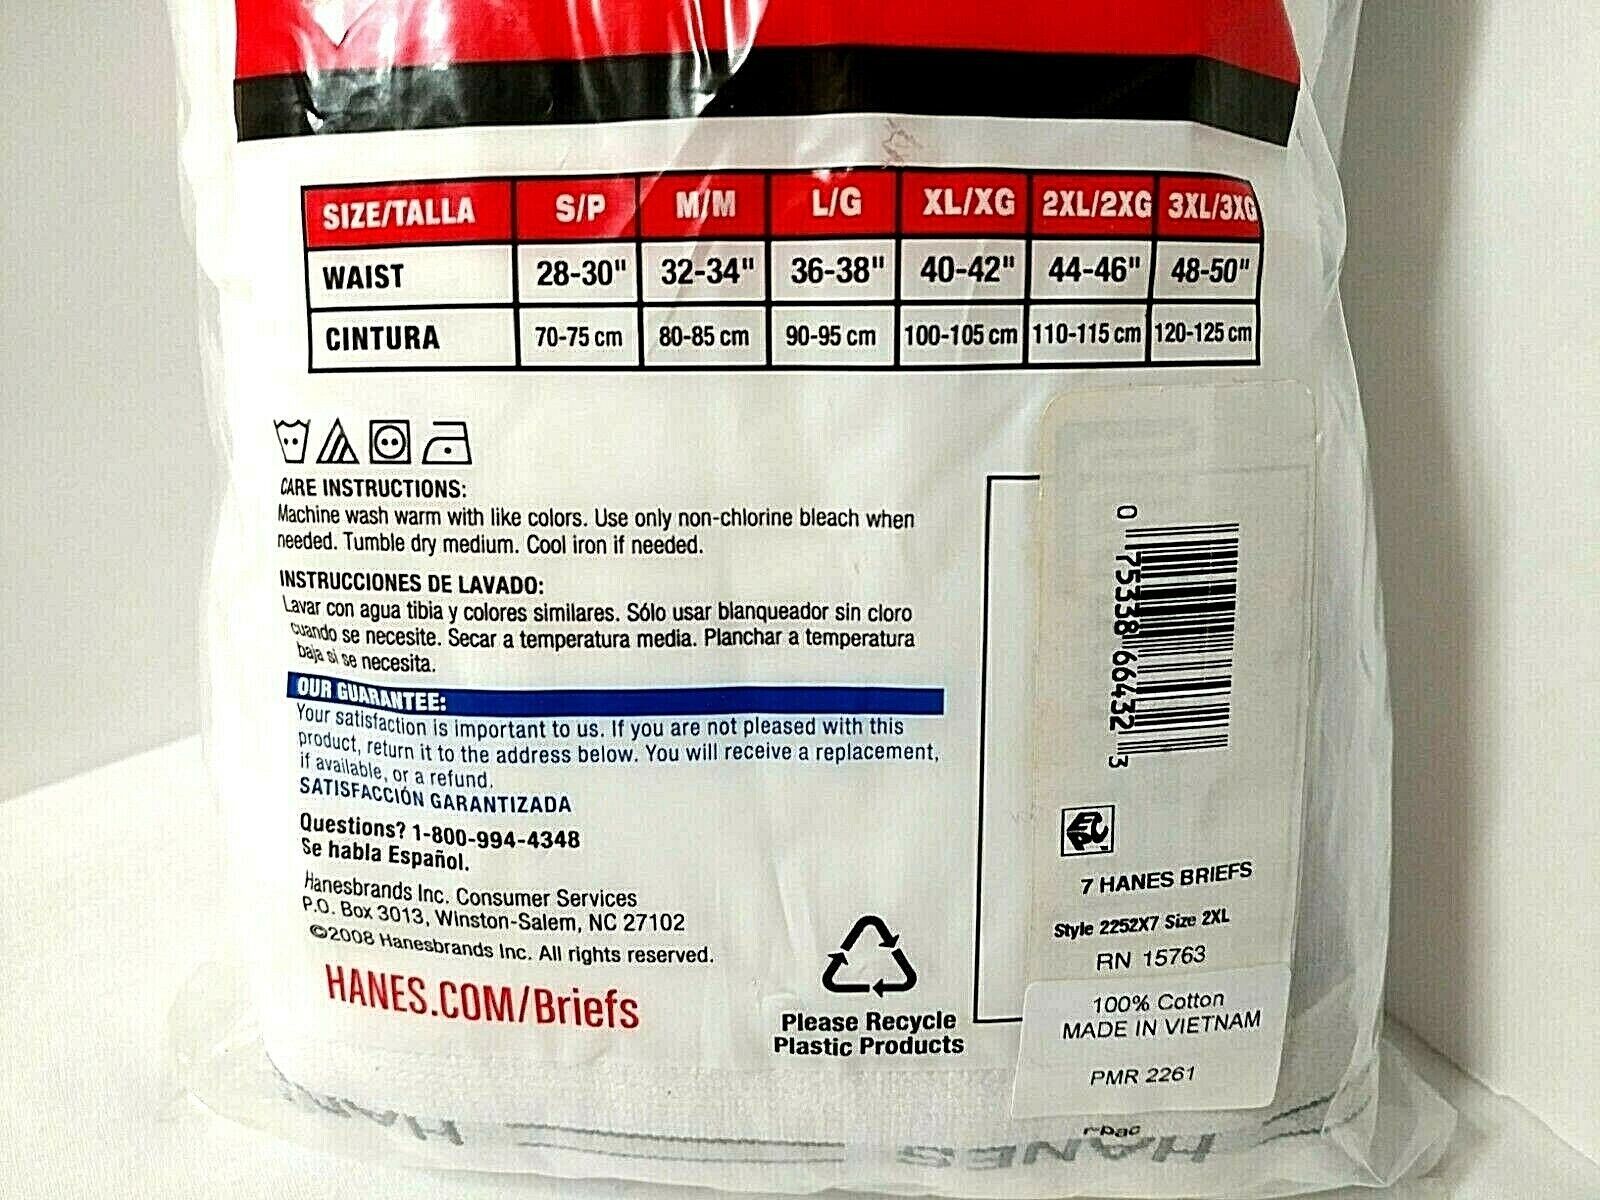 SIZE/TALLA S/P M/M L/G XL/XG 2XL/2XG 3XL/3XG
WAIST 28-30" 32-34" 36-38" 40-42" 44-46" 48-50"
CINTURA 70-75 cm 80-85 cm 90-95 cm 100-105 cm 110-115 cm 120-125 cm
CARE INSTRUCTIONS:
Machine wash warm with like colors. Use only non-chlorine bleach when
needed. Tumble dry medium. Cool iron if needed.
INSTRUCCIONES DE LAVADO:
Lavar con agua tibia y colores similares. Sólo usar blanqueador sin cloro
cuando se necesite. Secar a temperatura media. Planchar a temperatura
baja si se necesita.
OUR GUARANTEE:
Your satisfaction is important to us. If you are not pleased with this
product, return it to the address below. You will receive a replacement,
if available, or a refund.
SATISFACCIÓN GARANTIZADA
Questions? 1-800-994-4348
Se habla Español.
Hanesbrands Inc. Consumer Services
P.O. Box 3013, Winston-Salem, NC 27102
©2008 Hanesbrands Inc. All rights reserved.
HANES.COM/Briefs
Please Recycle
Plastic Products
0 75338 66432 3
EPC
7 HANES BRIEFS
Style 2252X7 Size 2XL
RN 15763
100% Cotton
MADE IN VIETNAM
PMR 2261
r-pac
HANES
HANES